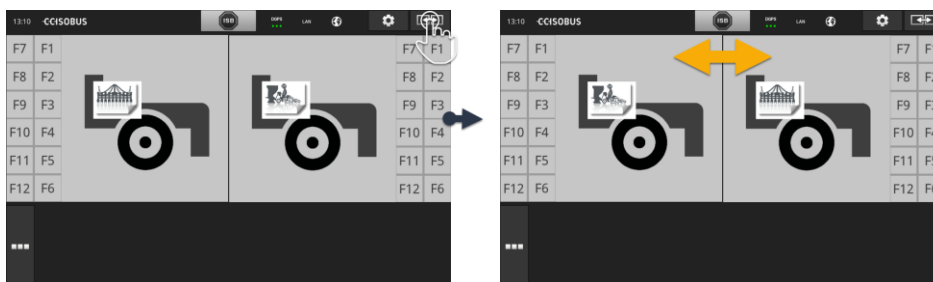 13:10 ·CCISOBUS ISB GPS LAN
F7 F1 F7 F1
F8 F2 F8 F2
F9 F3 F9 F3
F10 F4 F10 F4
F11 F5 F11 F5
F12 F6 F12 F6
13:10 ·CCISOBUS ISB GPS LAN
F7 F1 F7
F8 F2 F8
F9 F3 F9
F10 F4 F10
F11 F5 F11
F12 F6 F12